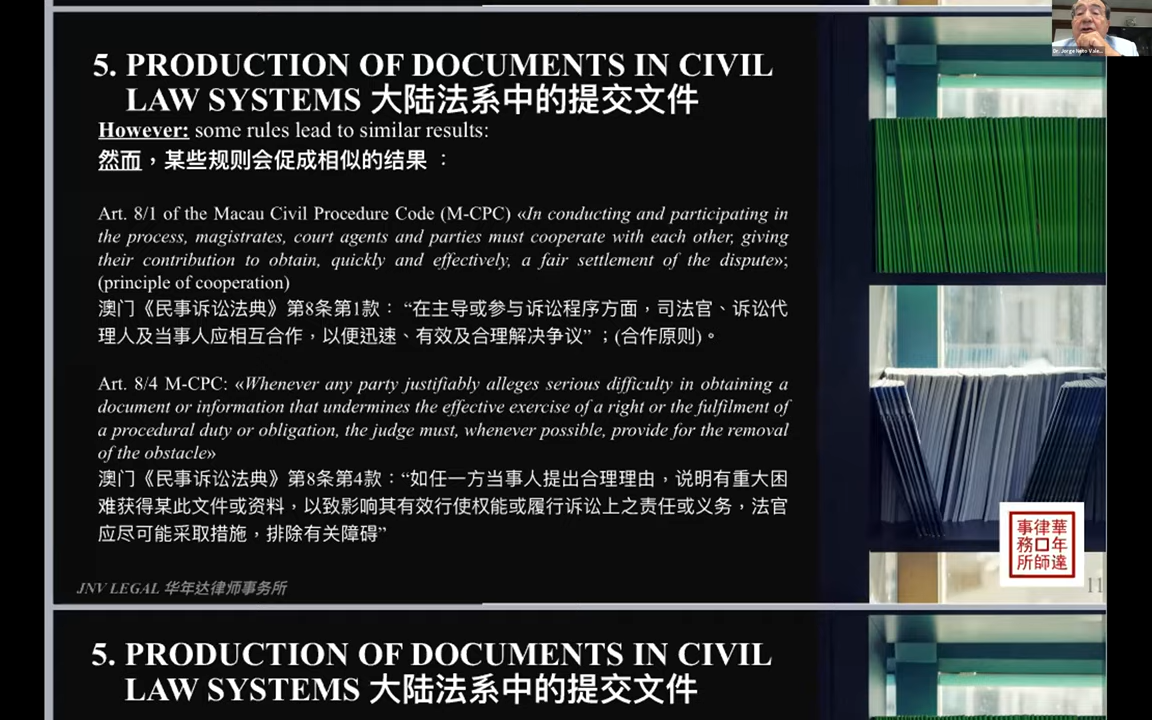 Dr. Jorge Neto Vale...
5. PRODUCTION OF DOCUMENTS IN CIVIL
LAW SYSTEMS 大陆法系中的提交文件
However: some rules lead to similar results:
然而，某些规则会促成相似的结果 ：
Art. 8/1 of the Macau Civil Procedure Code (M-CPC) «In conducting and participating in
the process, magistrates, court agents and parties must cooperate with each other, giving
their contribution to obtain, quickly and effectively, a fair settlement of the dispute»;
(principle of cooperation)
澳门《民事诉讼法典》第8条第1款： “在主导或参与诉讼程序方面，司法官、诉讼代
理人及当事人应相互合作，以便迅速、有效及合理解决争议” ；(合作原则)。
Art. 8/4 M-CPC: «Whenever any party justifiably alleges serious difficulty in obtaining a
document or information that undermines the effective exercise of a right or the fulfilment of
a procedural duty or obligation, the judge must, whenever possible, provide for the removal
of the obstacle»
澳门《民事诉讼法典》第8条第4款：“如任一方当事人提出合理理由，说明有重大困
难获得某此文件或资料，以致影响其有效行使权能或履行诉讼上之责任或义务，法官
应尽可能采取措施，排除有关障碍”
華年達
律口師
事務所
JNV LEGAL 华年达律师事务所
11
5. PRODUCTION OF DOCUMENTS IN CIVIL
LAW SYSTEMS 大陆法系中的提交文件